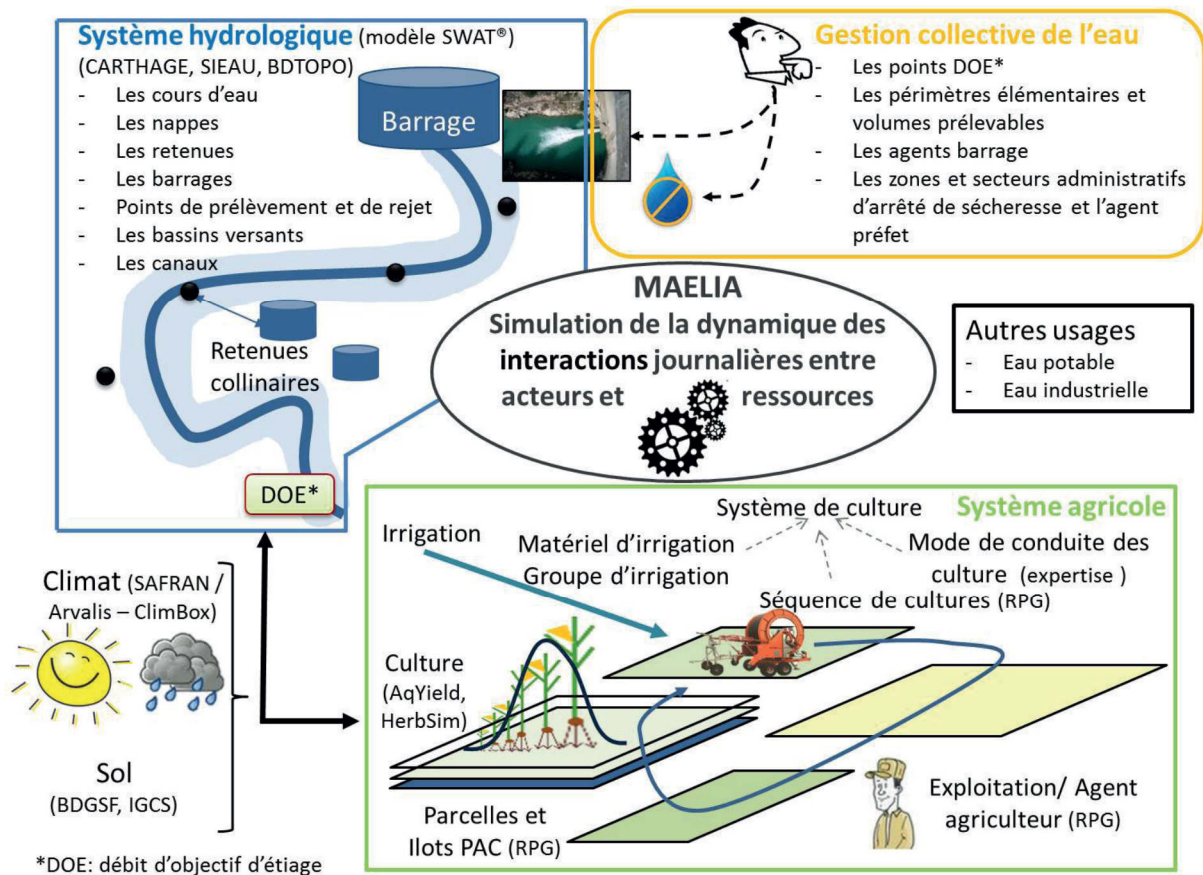 Système hydrologique (modèle SWAT®)
(CARTHAGE, SIEAU, BDTOPO)
- Les cours d'eau
- Les nappes
- Les retenues
- Les barrages
- Points de prélèvement et de rejet
- Les bassins versants
- Les canaux
Barrage
Retenues
collinaires
DOE*
Gestion collective de l'eau
- Les points DOE*
- Les périmètres élémentaires et
volumes prélevables
- Les agents barrage
- Les zones et secteurs administratifs
d'arrêté de sécheresse et l'agent
préfet
MAELIA
Simulation de la dynamique des
interactions journalières entre
acteurs et ressources
Autres usages
- Eau potable
- Eau industrielle
Climat (SAFRAN /
Arvalis – ClimBox)
Sol
(BDGSF, IGCS)
*DOE: débit d'objectif d'étiage
Système agricole
Système de culture
Irrigation
Matériel d'irrigation
Groupe d'irrigation
Mode de conduite des
culture (expertise )
Séquence de cultures (RPG)
Culture
(AqYield,
HerbSim)
Parcelles et
Ilots PAC (RPG)
Exploitation/ Agent
agriculteur (RPG)